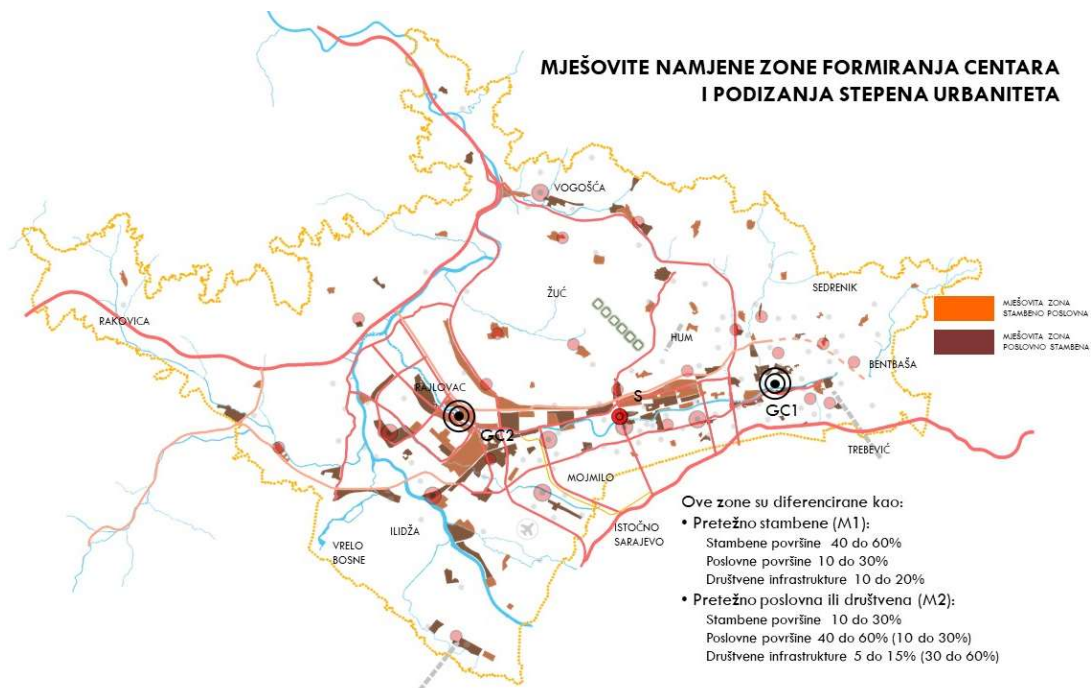 MJEŠOVITE NAMJENE ZONE FORMIRANJA CENTARA
I PODIZANJA STEPENA URBANITETA
VOGOŠĆA
SEDRENIK
ŽUĆ
RAKOVICA
HUM
MJEŠOVITA ZONA
STAMBENO POSLOVNA
MJEŠOVITA ZONA
POSLOVNO STAMBENA
BENTBAŠA
RAJLOVAC
S
GC1
GC2
TREBEVIĆ
MOJMILO
ISTOČNO
SARAJEVO
ILIDŽA
VRELO
BOSNE
Ove zone su diferencirane kao:
• Pretežno stambene (M1):
Stambene površine 40 do 60%
Poslovne površine 10 do 30%
Društvene infrastrukture 10 do 20%
• Pretežno poslovna ili društvena (M2):
Stambene površine 10 do 30%
Poslovne površine 40 do 60% (10 do 30%)
Društvene infrastrukture 5 do 15% (30 do 60%)